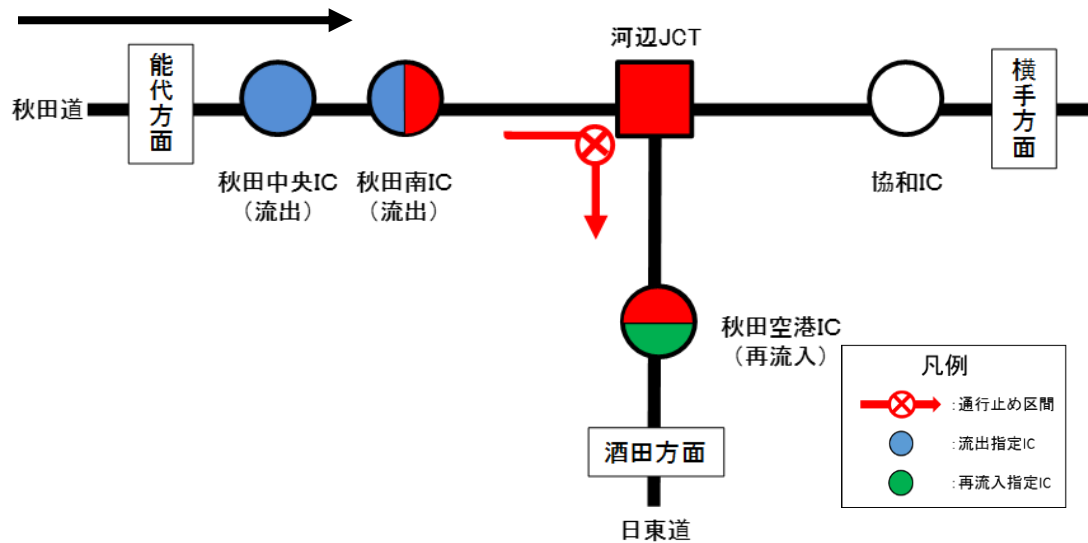 河辺JCT
能代方面
横手方面
秋田道
秋田中央IC
（流出）
秋田南IC
（流出）
協和IC
秋田空港IC
（再流入）
凡例
：通行止め区間
：流出指定IC
：再流入指定IC
酒田方面
日東道